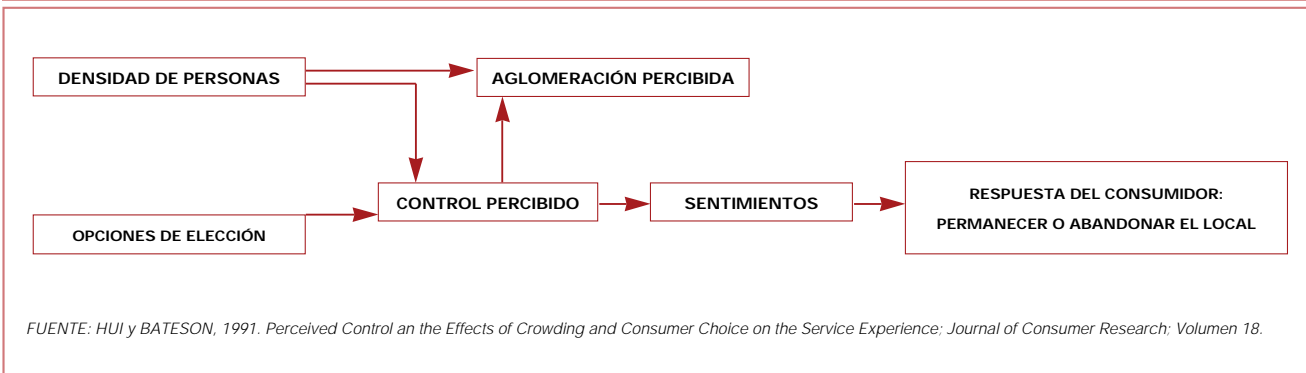 DENSIDAD DE PERSONAS
AGLOMERACIÓN PERCIBIDA
CONTROL PERCIBIDO
SENTIMIENTOS
RESPUESTA DEL CONSUMIDOR:
PERMANECER O ABANDONAR EL LOCAL
OPCIONES DE ELECCIÓN
FUENTE: HUI y BATESON, 1991. Perceived Control an the Effects of Crowding and Consumer Choice on the Service Experience; Journal of Consumer Research; Volumen 18.